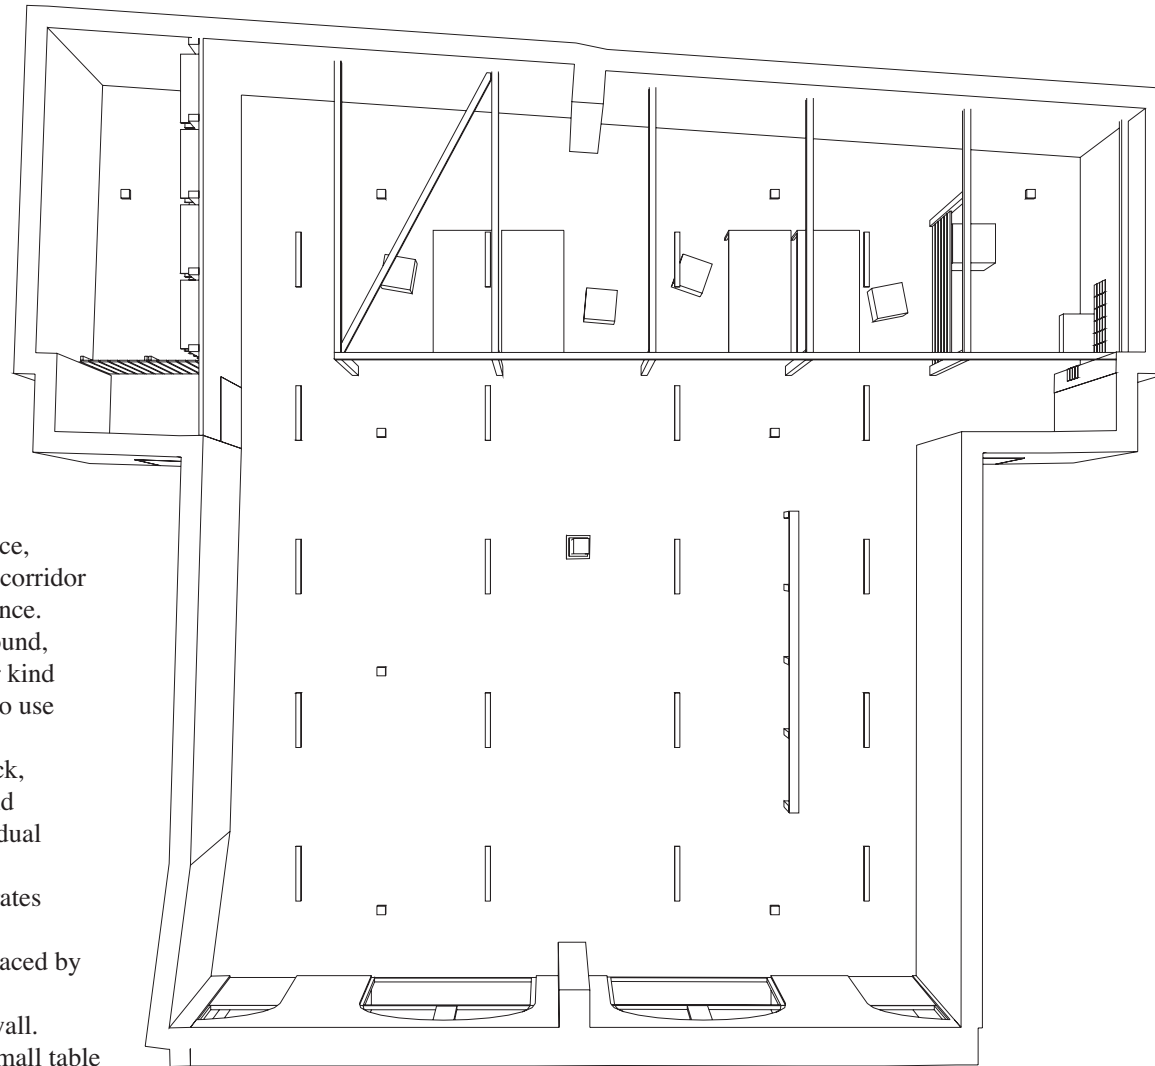 ce,
corridor
nce.
ound,
kind
o use
ck,
d
dual
ates
aced by
vall.
mall table